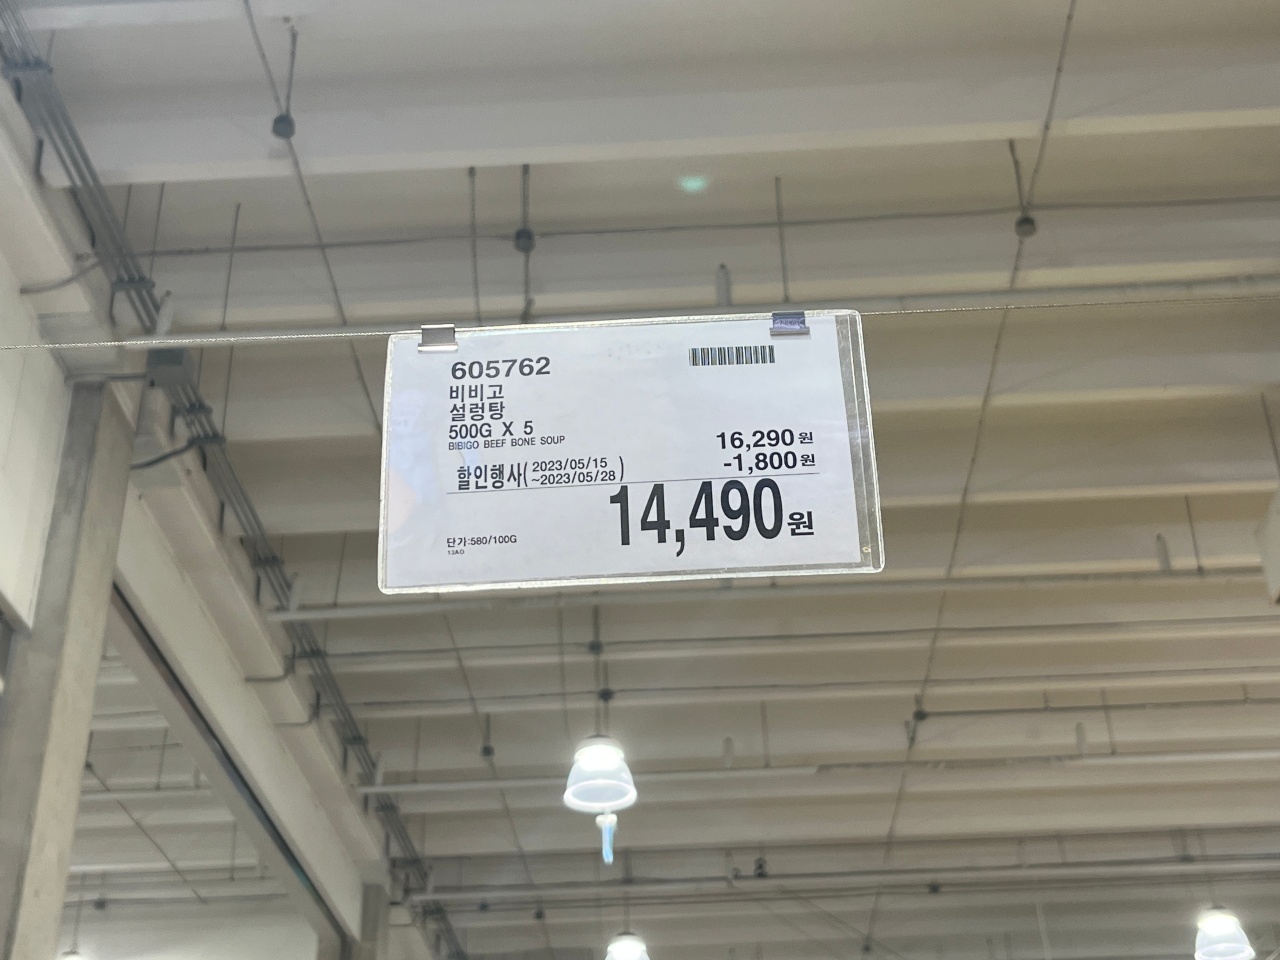 605762
비비고
설렁탕
500G X 5
BIBIGO BEEF BONE SOUP
16,290원
-1,800원
할인행사( 2023/05/15
~2023/05/28 )
14,490원
단가:580/100G
13AO